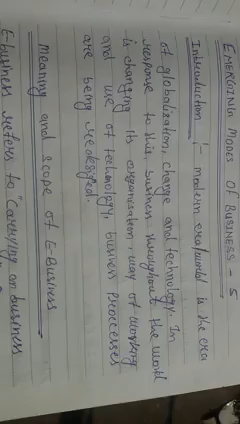 EMERGING MODES OF BUSINESS - 5
Introduction :- modern era/world is the era
of globalization, change and technology. In
response to this, business throughout the world
is changing its organisation, way of working
and use of technology, business processes
are being redesigned.
Meaning and scope of E-Business
E-business refers to "Carrying on business